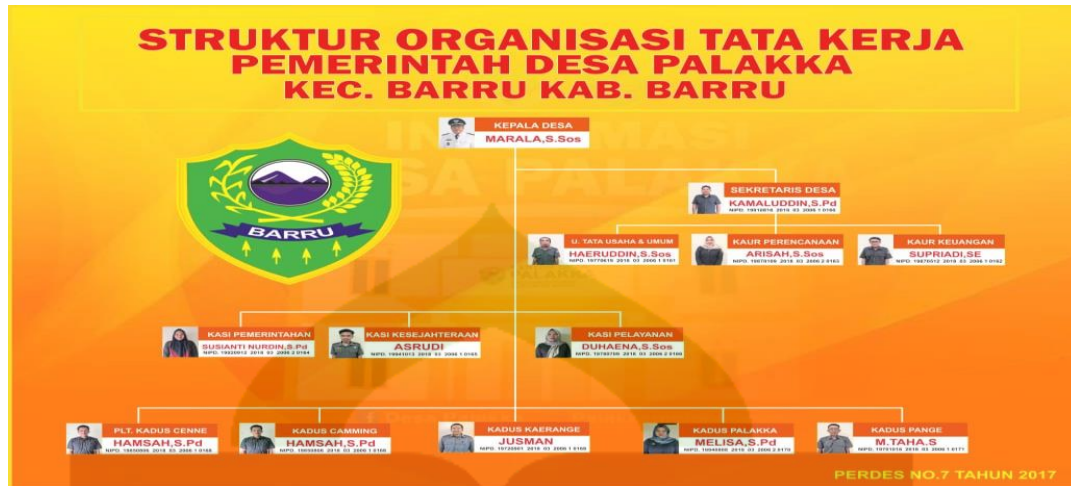 STRUKTUR ORGANISASI TATA KERJA
PEMERINTAH DESA PALAKKA
KEC. BARRU KAB. BARRU
KEPALA DESA
MARALA,S.Sos
BARRU
SEKRETARIS DESA
KAMALUDDIN,S.Pd
U. TATA USAHA & UMUM
HAERUDDIN,S.Sos
KAUR PERENCANAAN
ARISAH,S.Sos
KAUR KEUANGAN
SUPRIADI,SE
KASI PEMERINTAHAN
SUSIANTI NURDIN,S.Pd
KASI KESEJAHTERAAN
ASRUDI
KASI PELAYANAN
DUHAENA,S.Sos
PLT. KADUS CENNE
HAMSAH,S.Pd
KADUS CAMMING
HAMSAH,S.Pd
KADUS KAERANGE
JUSMAN
KADUS PALAKKA
MELISA,S.Pd
KADUS PANGE
M.TAHA.S
PERDES NO.7 TAHUN 2017